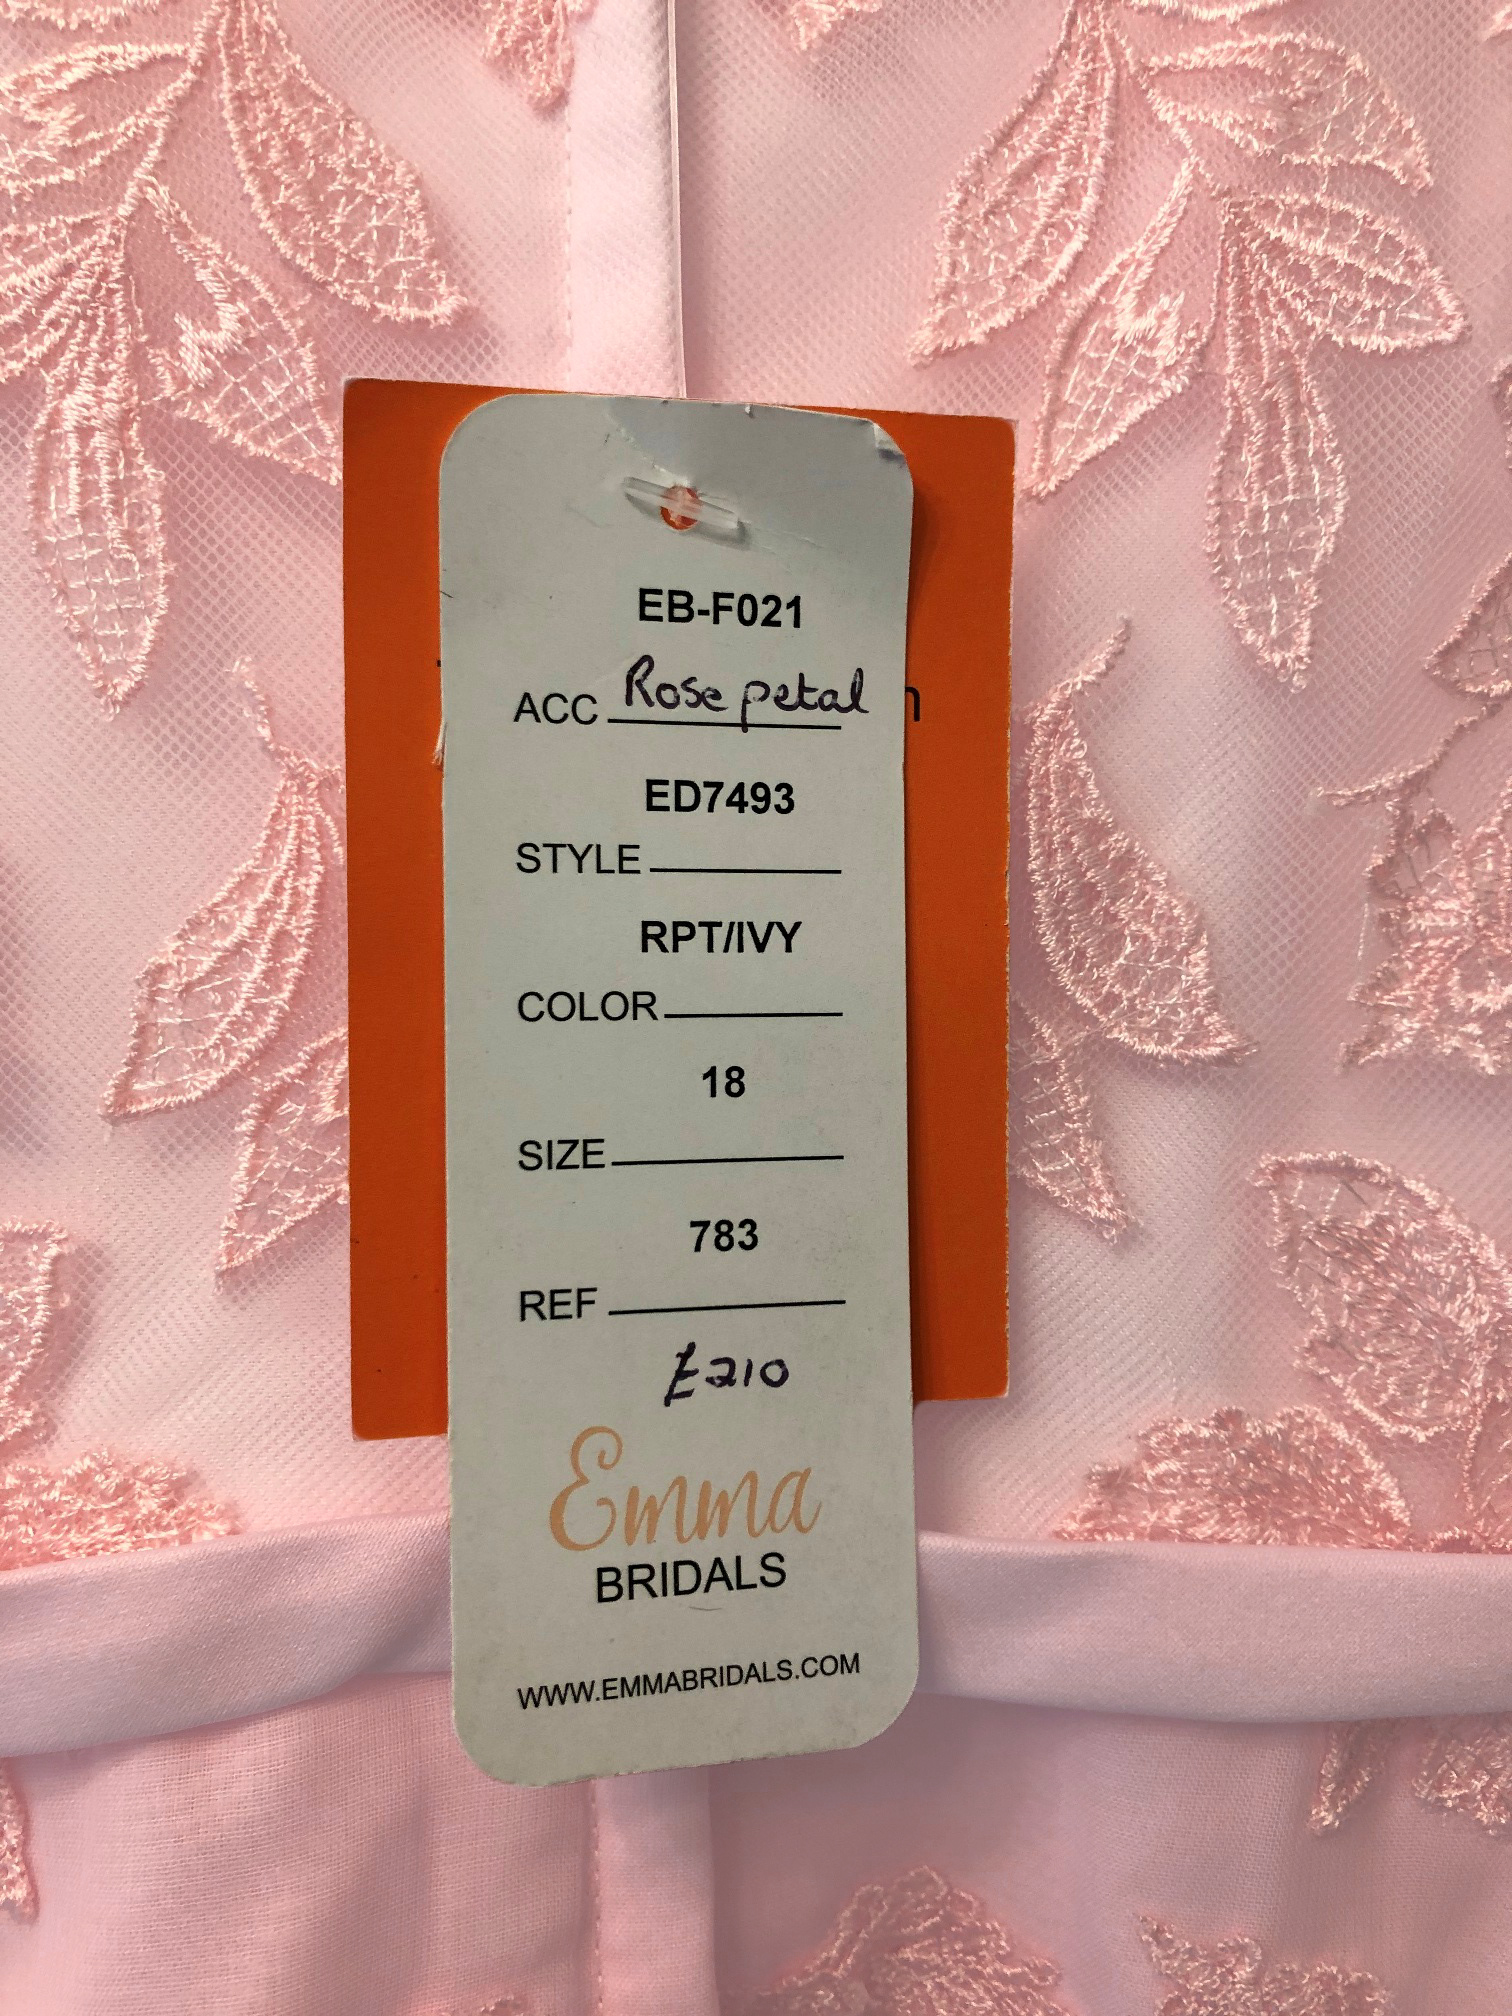 EB-F021
ACC Rose petal
ED7493
STYLE
RPT/IVY
COLOR
18
SIZE
783
REF
£210
Emma
BRIDALS
WWW.EMMABRIDALS.COM